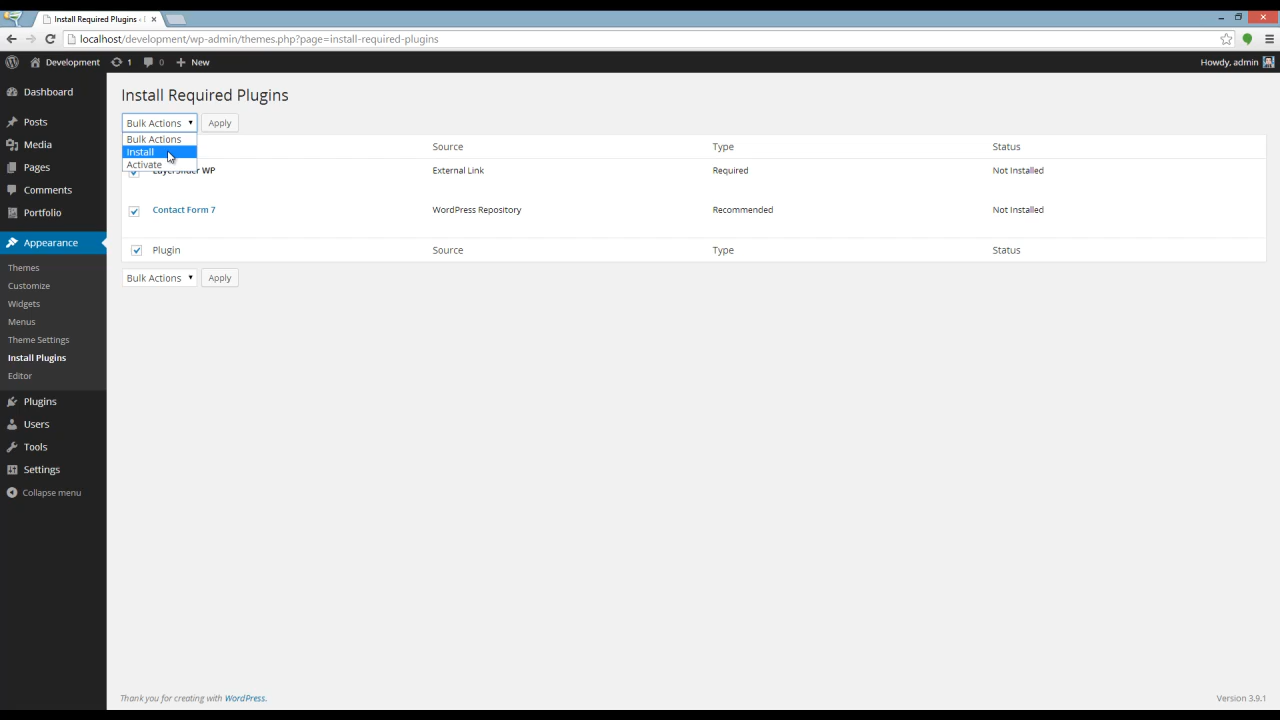 Install Required Plugins -
localhost/development/wp-admin/themes.php?page=install-required-plugins
Development 1 0 New Howdy, admin
Dashboard
Posts
Media
Pages
Comments
Portfolio
Appearance
Themes
Customize
Widgets
Menus
Theme Settings
Install Plugins
Editor
Plugins
Users
Tools
Settings
Collapse menu
Install Required Plugins
Bulk Actions Apply
Bulk Actions
Install
Activate
Source Type Status
LayerSlider WP External Link Required Not Installed
Contact Form 7 WordPress Repository Recommended Not Installed
Plugin Source Type Status
Bulk Actions Apply
Thank you for creating with WordPress. Version 3.9.1